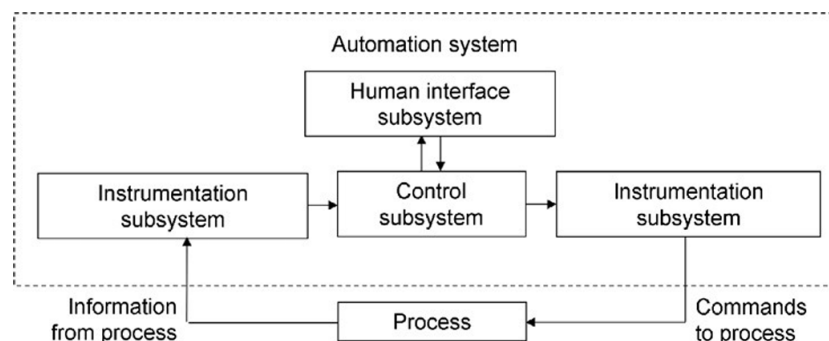 Automation system
Human interface
subsystem
Instrumentation
subsystem
Control
subsystem
Instrumentation
subsystem
Information
from process
Process
Commands
to process